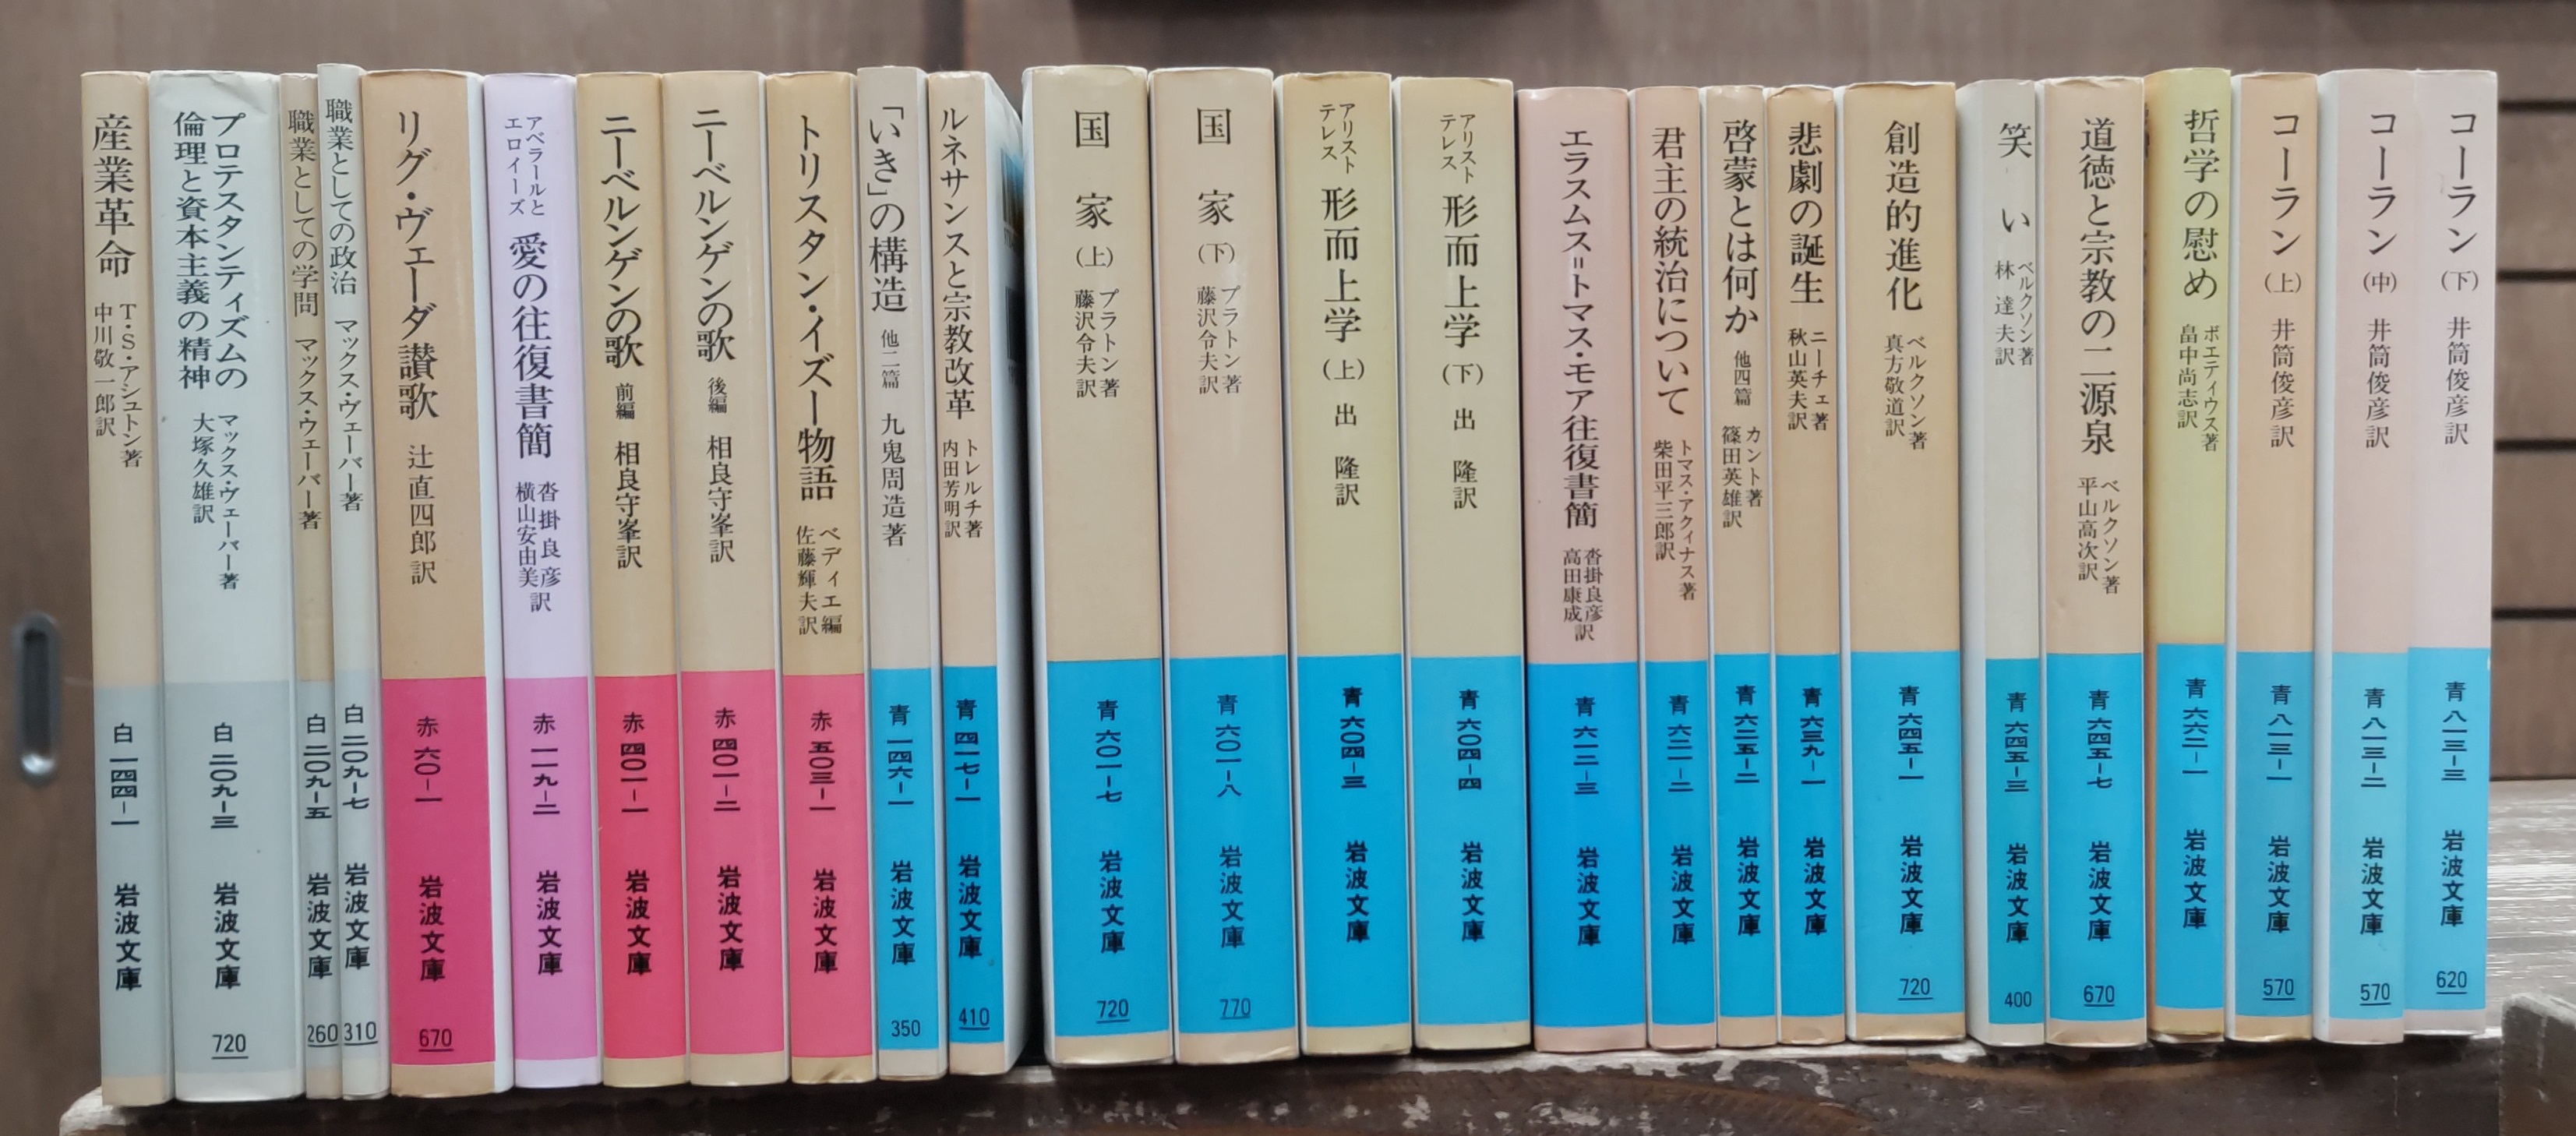 産業革命
T・S・アシュトン著
中川敬一郎訳
白一四四-一
岩波文庫
プロテスタンティズムの
倫理と資本主義の精神
マックス・ヴェーバー著
大塚久雄訳
白二〇九-三
岩波文庫
720
職業としての学問
マックス・ウェーバー著
白二〇九-五
岩波文庫
260
職業としての政治
マックス・ヴェーバー著
白二〇九-七
岩波文庫
310
リグ・ヴェーダ讃歌
辻直四郎訳
赤六〇-一
岩波文庫
670
アベラールと
エロイーズ
愛の往復書簡
沓掛良彦
横山安由美
訳
赤一一九-二
岩波文庫
ニーベルンゲンの歌
前編
相良守峯訳
赤四〇一-一
岩波文庫
ニーベルンゲンの歌
後編
相良守峯訳
赤四〇一-二
岩波文庫
トリスタン・イズー物語
ベディエ編
佐藤輝夫訳
赤五〇三-一
岩波文庫
「いき」の構造
他二篇
九鬼周造著
青一四六-一
岩波文庫
350
ルネサンスと宗教改革
トレルチ著
内田芳明訳
青四一七-一
岩波文庫
410
国家(上)
プラトン著
藤沢令夫訳
青六〇一-七
岩波文庫
720
国家(下)
プラトン著
藤沢令夫訳
青六〇一-八
岩波文庫
770
アリスト
テレス
形而上学(上)
出隆訳
青六〇四-三
岩波文庫
アリスト
テレス
形而上学(下)
出隆訳
青六〇四-四
岩波文庫
エラスムス=トマス・モア往復書簡
沓掛良彦
高田康成
訳
青六一二-三
岩波文庫
君主の統治について
トマス・アクィナス著
柴田平三郎訳
青六二一-二
岩波文庫
啓蒙とは何か
他四篇
カント著
篠田英雄訳
青六二五-二
岩波文庫
悲劇の誕生
ニーチェ著
秋山英夫訳
青六三九-一
岩波文庫
創造的進化
ベルクソン著
真方敬道訳
青六四五-一
岩波文庫
720
笑い
ベルクソン著
林達夫訳
青六四五-三
岩波文庫
400
道徳と宗教の二源泉
ベルクソン著
平山高次訳
青六四五-七
岩波文庫
670
哲学の慰め
ボエティウス著
畠中尚志訳
青六六二-一
岩波文庫
コーラン(上)
井筒俊彦訳
青八一三-一
岩波文庫
570
コーラン(中)
井筒俊彦訳
青八一三-二
岩波文庫
570
コーラン(下)
井筒俊彦訳
青八一三-三
岩波文庫
620